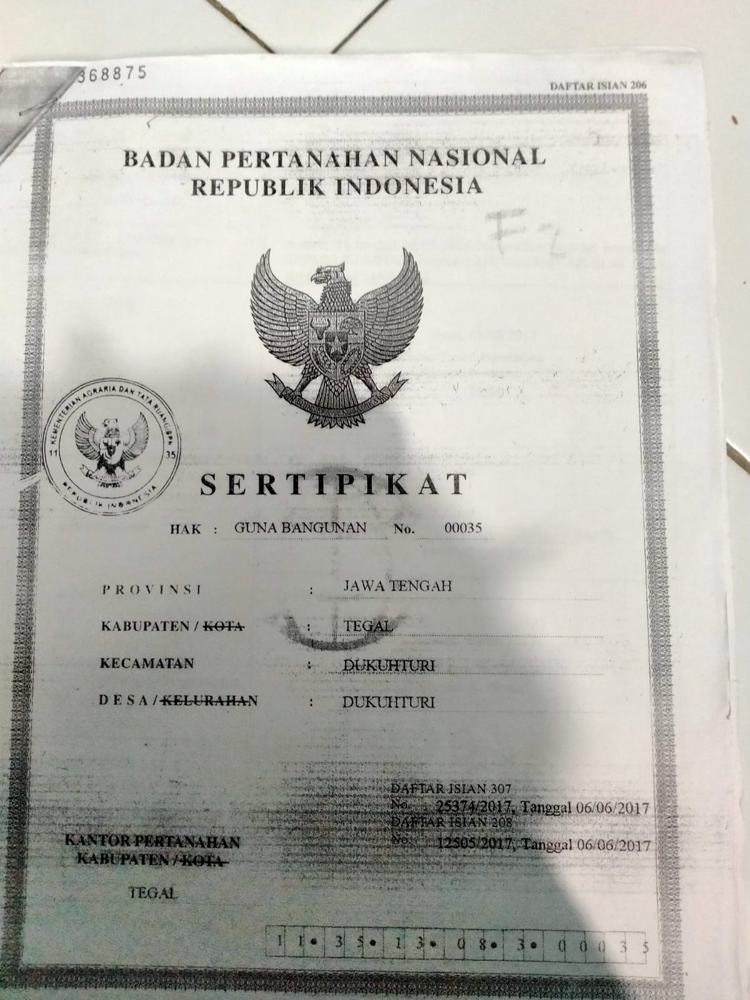 368875
DAFTAR ISIAN 206
BADAN PERTANAHAN NASIONAL
REPUBLIK INDONESIA
F2
KEMENTERIAN AGRARIA DAN TATA RUANG/BPN
11 35
REPUBLIK INDONESIA
SERTIPIKAT
HAK : GUNA BANGUNAN No. 00035
PROVINSI : JAWA TENGAH
KABUPATEN / KOTA : TEGAL
KECAMATAN : DUKUHTURI
DESA / KELURAHAN : DUKUHTURI
DAFTAR ISIAN 307
No. 25374/2017, Tanggal 06/06/2017
DAFTAR ISIAN 208
No. 12505/2017, Tanggal 06/06/2017
KANTOR PERTANAHAN
KABUPATEN / KOTA
TEGAL
11•35•13•08•3•00035